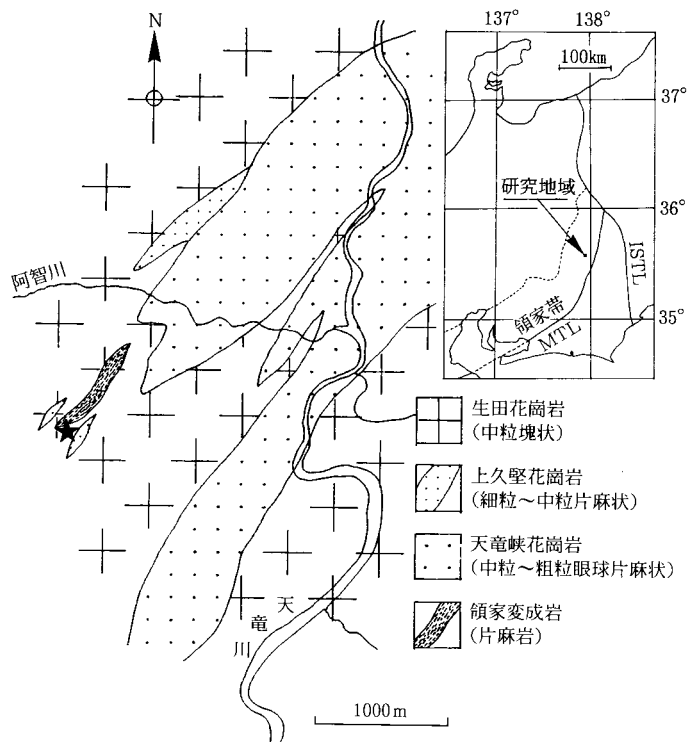 N
阿智川
天
竜
川
1000m
137°
138°
100km
37°
研究地域
36°
ISTL
領家帯
35°
MTL
生田花崗岩
(中粒塊状)
上久堅花崗岩
(細粒～中粒片麻状)
天竜峡花崗岩
(中粒～粗粒眼球片麻状)
領家変成岩
(片麻岩)